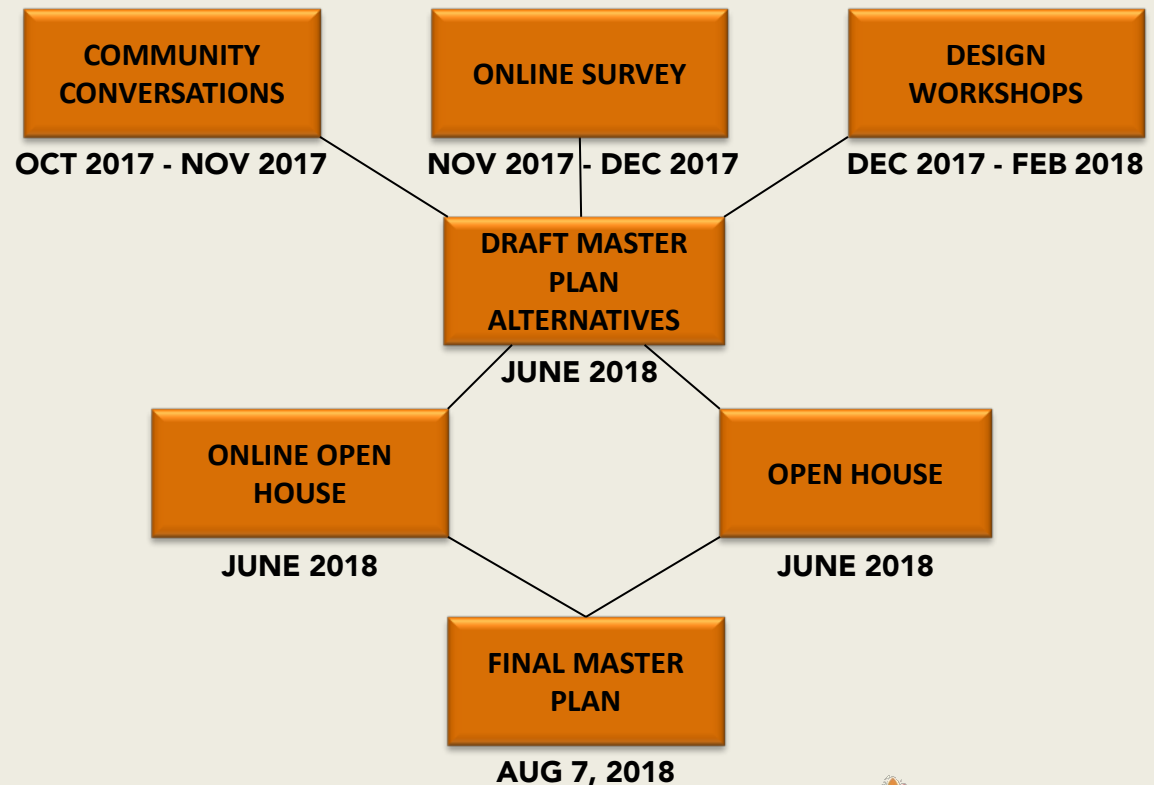 COMMUNITY
CONVERSATIONS
OCT 2017 - NOV 2017
ONLINE SURVEY
NOV 2017 - DEC 2017
DESIGN
WORKSHOPS
DEC 2017 - FEB 2018
DRAFT MASTER
PLAN
ALTERNATIVES
JUNE 2018
ONLINE OPEN
HOUSE
JUNE 2018
OPEN HOUSE
JUNE 2018
FINAL MASTER
PLAN
AUG 7, 2018